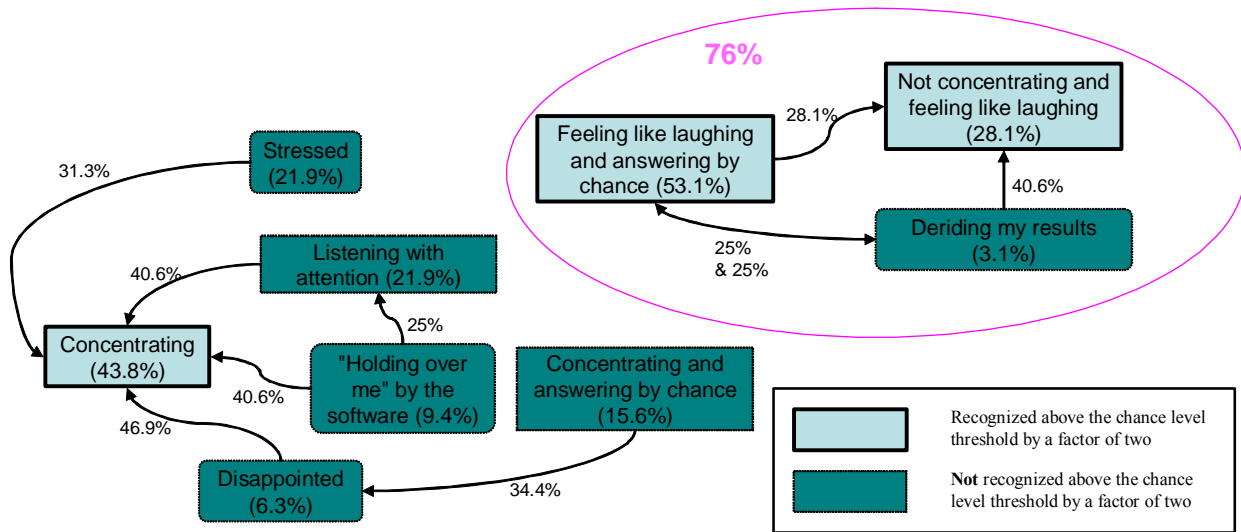 76%
Not concentrating and
feeling like laughing
(28.1%)
28.1%
Feeling like laughing
and answering by
chance (53.1%)
40.6%
Deriding my results
(3.1%)
25%
& 25%
Stressed
(21.9%)
31.3%
Listening with
attention (21.9%)
40.6%
25%
Concentrating
(43.8%)
"Holding over
me" by the
software (9.4%)
40.6%
Concentrating and
answering by chance
(15.6%)
46.9%
Disappointed
(6.3%)
34.4%
Recognized above the chance level
threshold by a factor of two
Not recognized above the chance
level threshold by a factor of two